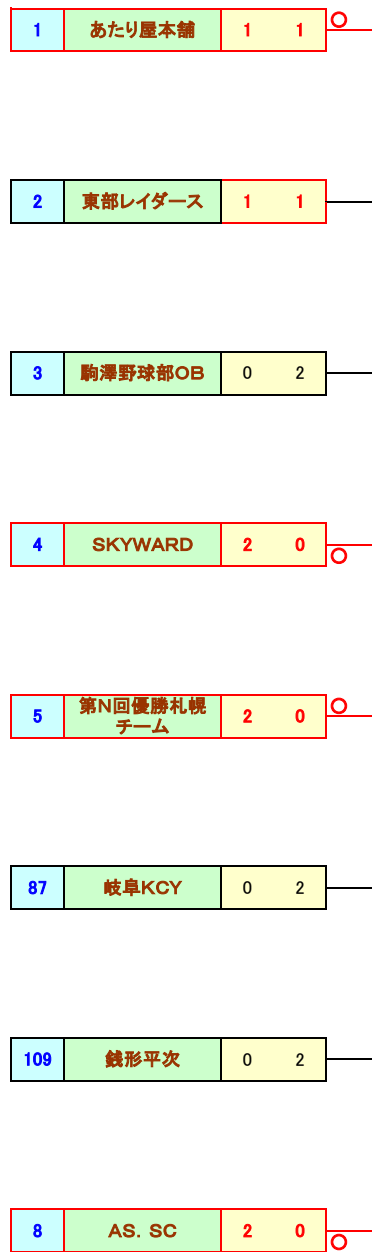 1 あたり屋本舗 1 1
2 東部レイダース 1 1
3 駒澤野球部OB 0 2
4 SKYWARD 2 0
5 第N回優勝札幌
チーム 2 0
87 岐阜KCY 0 2
109 銭形平次 0 2
8 AS. SC 2 0